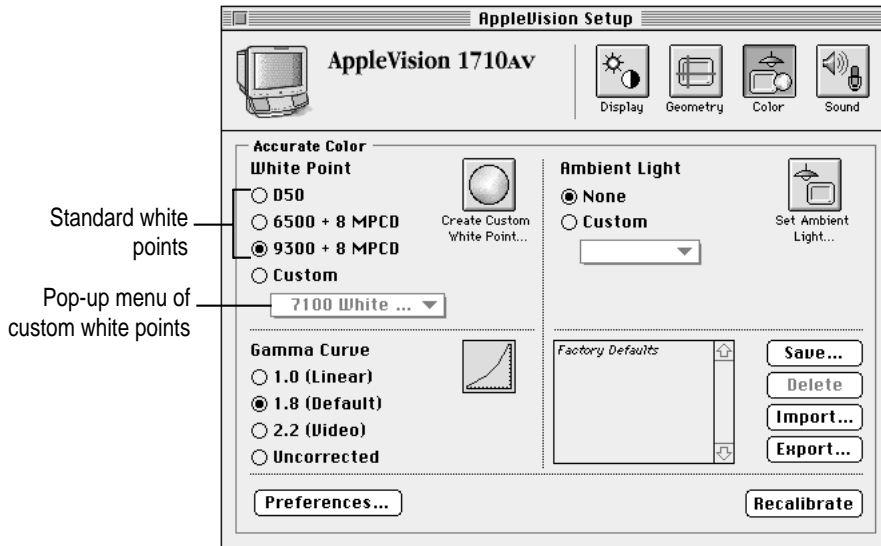 AppleVision Setup
AppleVision 1710AV
Display
Geometry
Color
Sound
Accurate Color
White Point
D50
6500 + 8 MPCD
9300 + 8 MPCD
Custom
7100 White ...
Create Custom
White Point...
Ambient Light
None
Custom
Set Ambient
Light...
Standard white
points
Pop-up menu of
custom white points
Gamma Curve
1.0 (Linear)
1.8 (Default)
2.2 (Video)
Uncorrected
Factory Defaults
Save...
Delete
Import...
Export...
Preferences...
Recalibrate